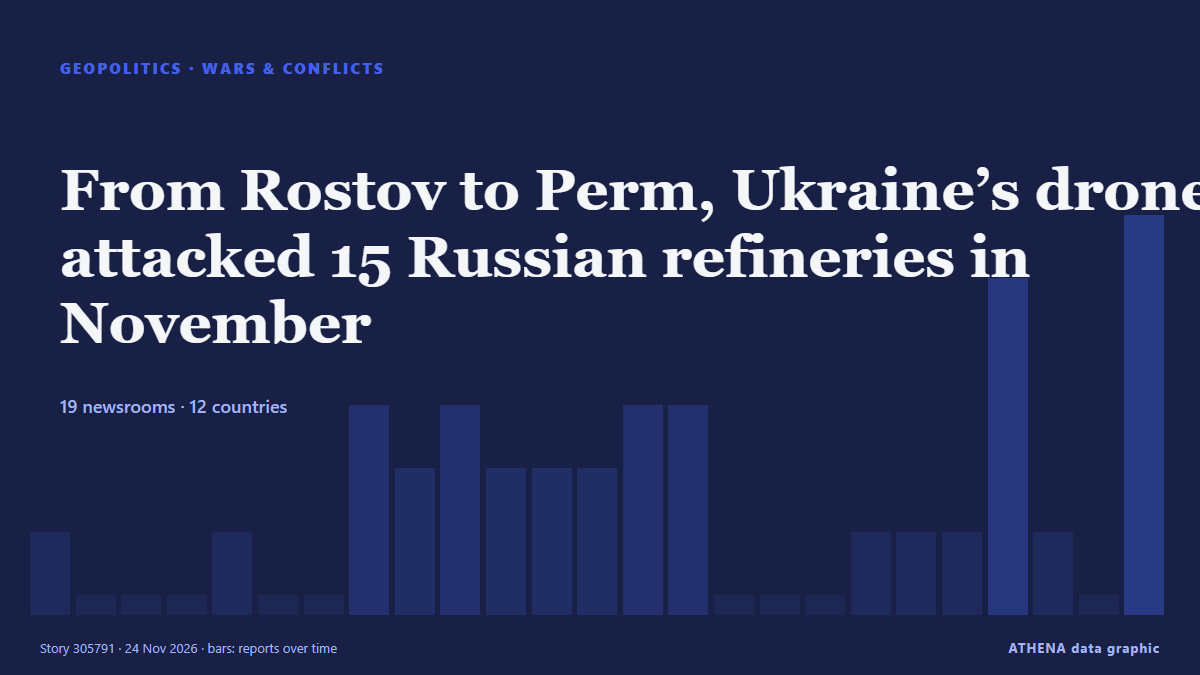 GEOPOLITICS · WARS & CONFLICTS
From Rostov to Perm, Ukraine’s drone
attacked 15 Russian refineries in
November
19 newsrooms · 12 countries
Story 305791 · 24 Nov 2026 · bars: reports over time
ATHENA data graphic